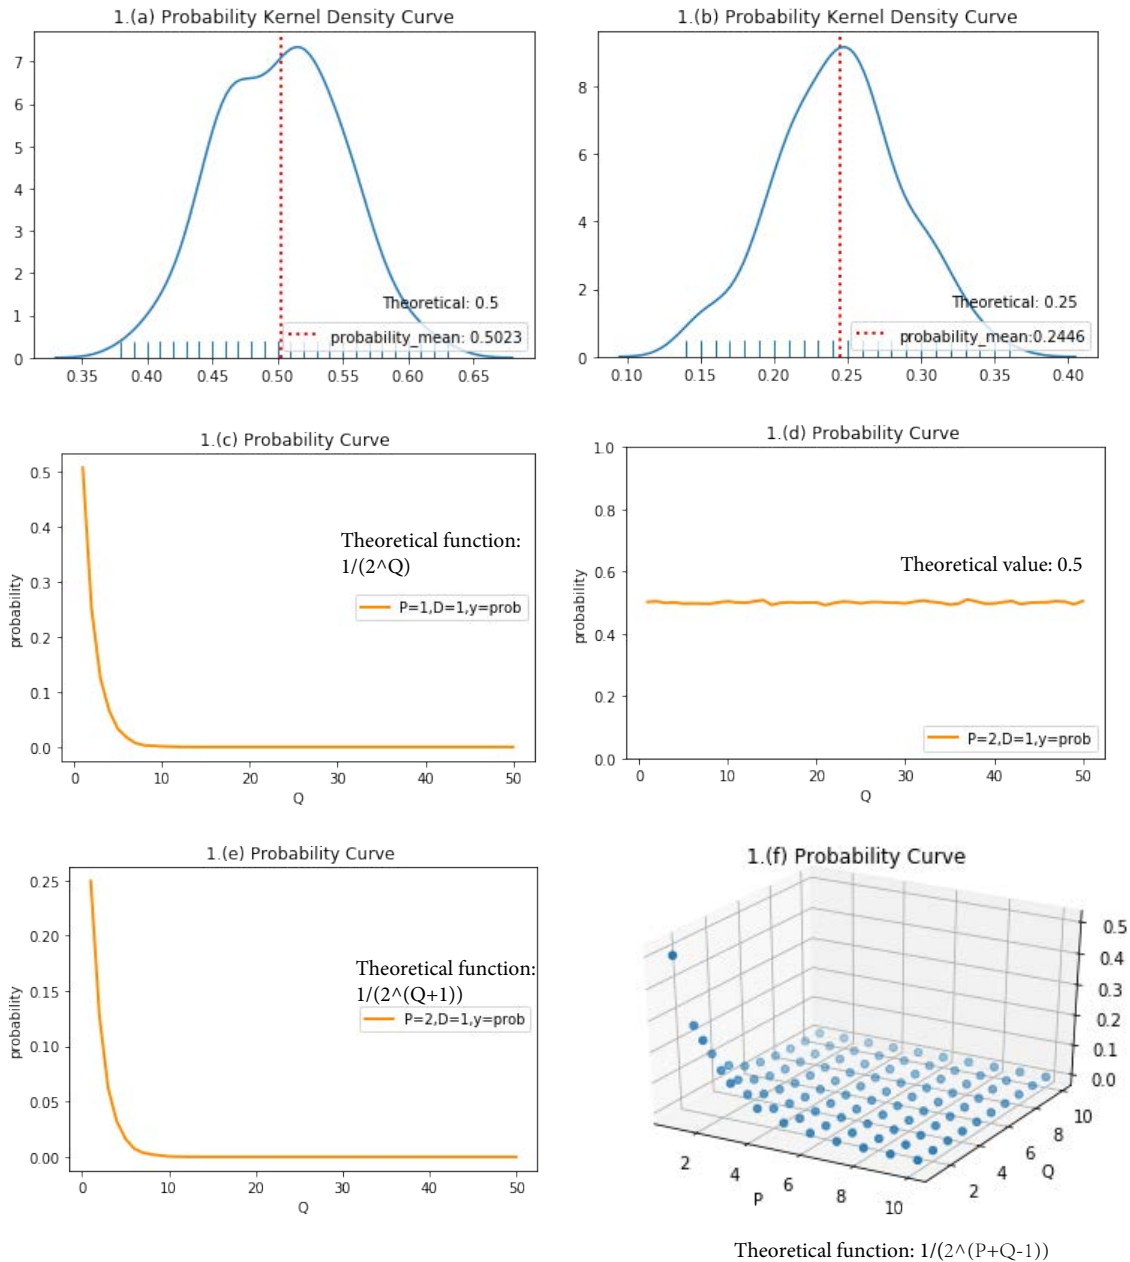 1.(a) Probability Kernel Density Curve
7
6
5
4
3
2
1
0
Theoretical: 0.5
probability_mean: 0.5023
0.35 0.40 0.45 0.50 0.55 0.60 0.65
1.(b) Probability Kernel Density Curve
8
6
4
2
0
Theoretical: 0.25
probability_mean:0.2446
0.10 0.15 0.20 0.25 0.30 0.35 0.40
1.(c) Probability Curve
probability
0.5
0.4
0.3
0.2
0.1
0.0
Theoretical function:
1/(2^Q)
P=1,D=1,y=prob
0 10 20 30 40 50
Q
1.(d) Probability Curve
probability
1.0
0.8
0.6
0.4
0.2
0.0
Theoretical value: 0.5
P=2,D=1,y=prob
0 10 20 30 40 50
Q
1.(e) Probability Curve
probability
0.25
0.20
0.15
0.10
0.05
0.00
Theoretical function:
1/(2^(Q+1))
P=2,D=1,y=prob
0 10 20 30 40 50
Q
1.(f) Probability Curve
0.5
0.4
0.3
0.2
0.1
0.0
2 4 6 8 10
P
2 4 6 8 10
Q
Theoretical function: 1/(2^(P+Q-1))